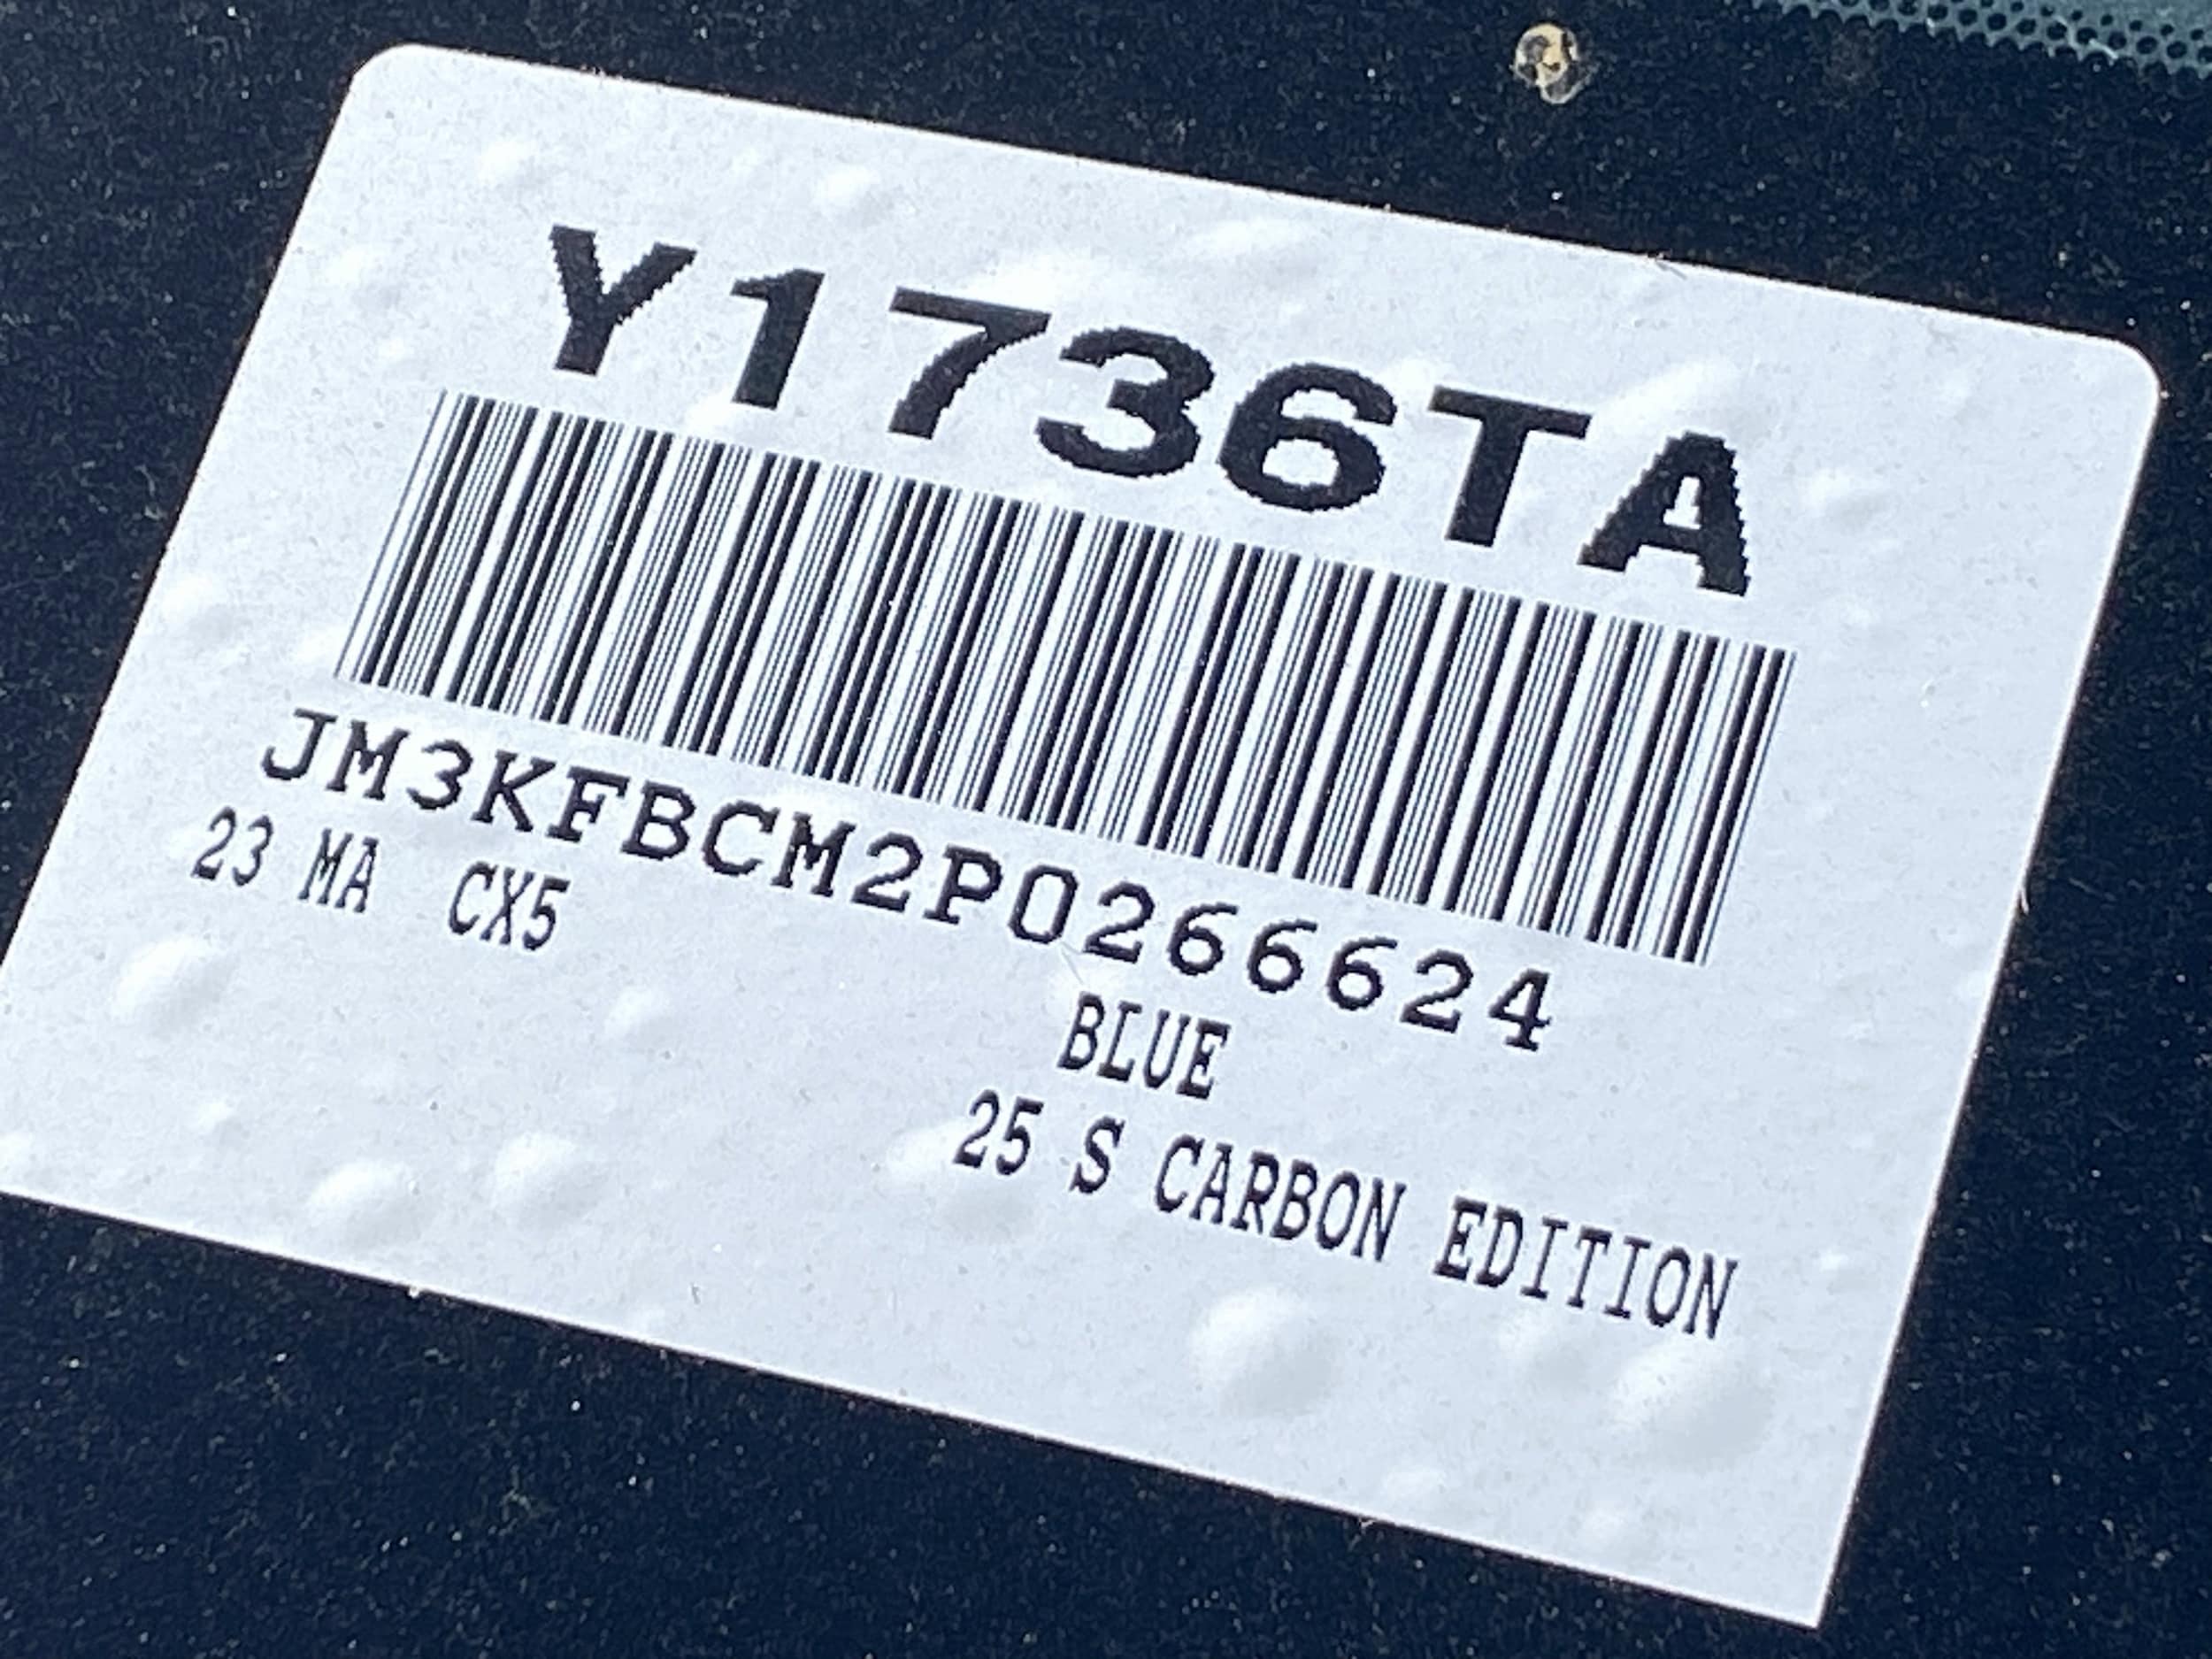 Y1736TA
JM3KFBCM2P0266624
23 MA CX5
BLUE
25 S CARBON EDITION